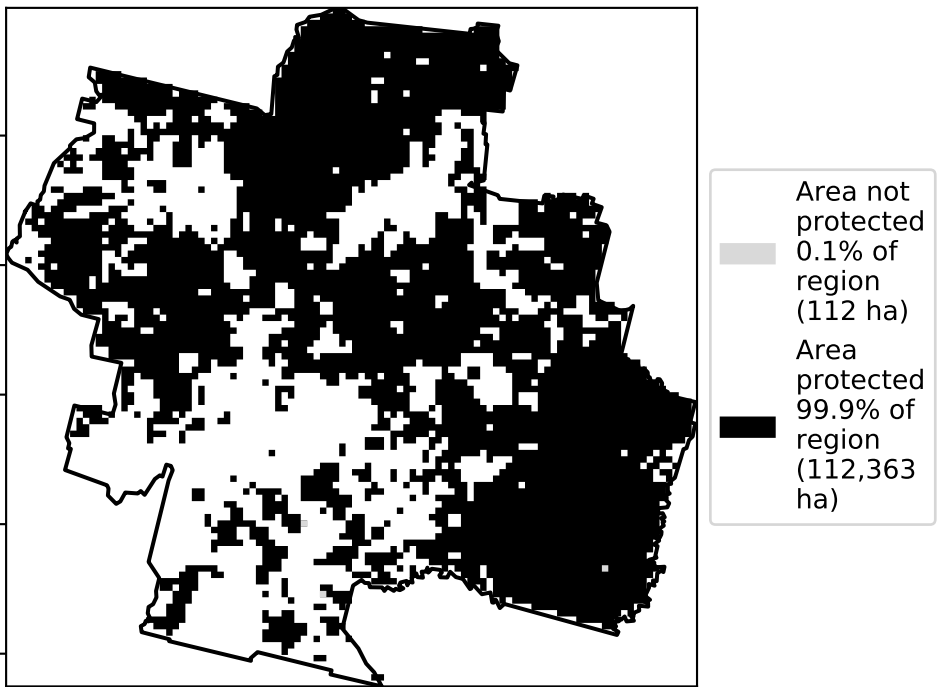 Area not
protected
0.1% of
region
(112 ha)
Area
protected
99.9% of
region
(112,363
ha)